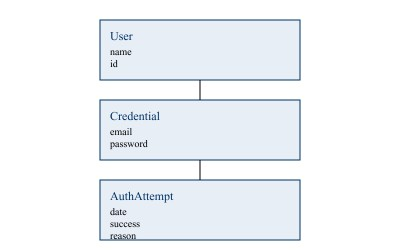 User
name
id
Credential
email
password
AuthAttempt
date
success
reason